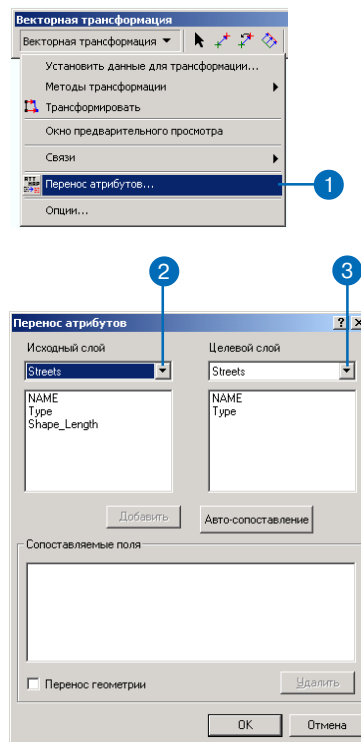 Векторная трансформация
Векторная трансформация
Установить данные для трансформации...
Методы трансформации
Трансформировать
Окно предварительного просмотра
Связи
Перенос атрибутов...
1
Опции...
2 3
Перенос атрибутов
Исходный слой Целевой слой
Streets Streets
NAME NAME
Type Type
Shape_Length
Добавить Авто-сопоставление
Сопоставляемые поля
Перенос геометрии Удалить
OK Отмена